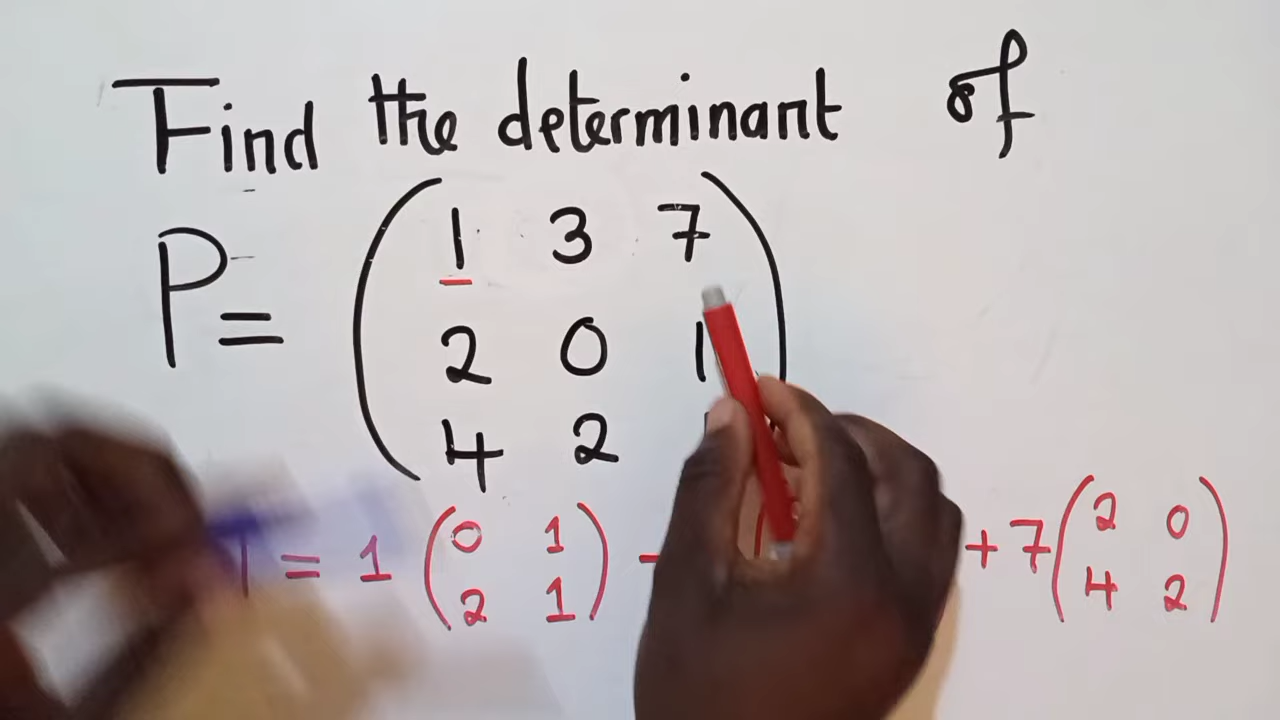 Find the determinant of
P= ( 1 3 7
2 0 1
4 2 )
| = 1 ( 0 1 - + 7 ( 2 0
2 1 ) 4 2 )